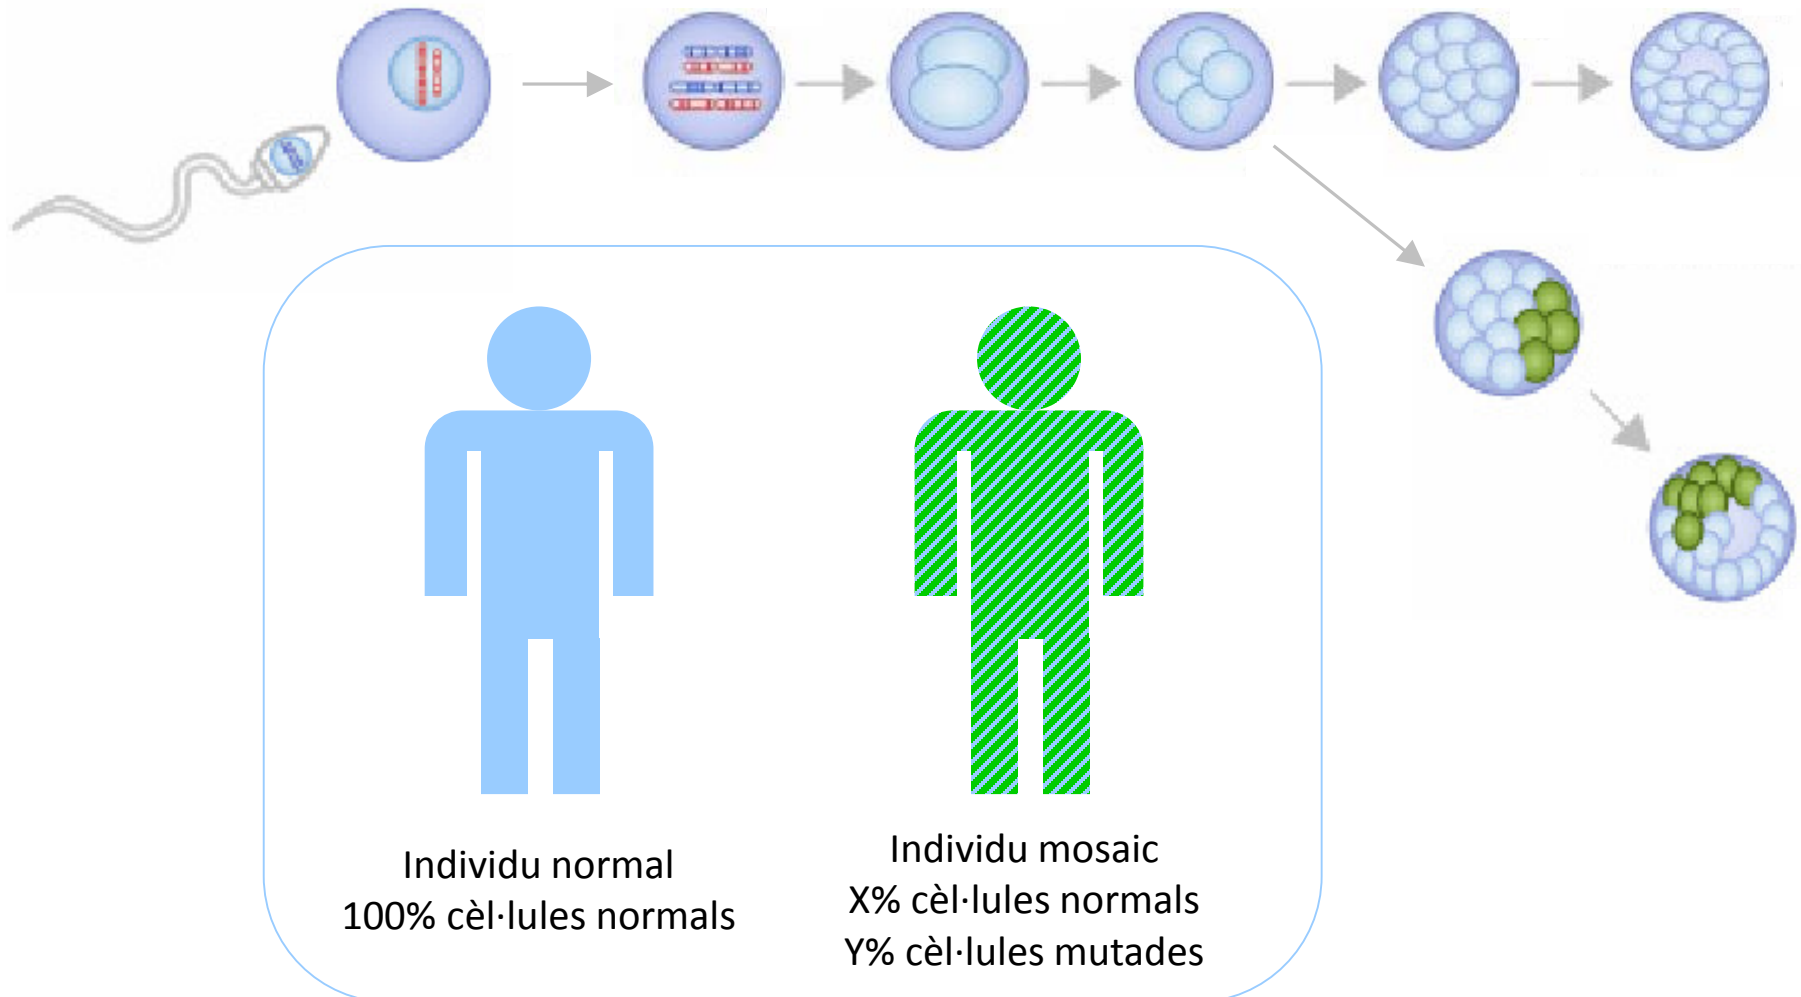 Individu normal
100% cèl·lules normals
Individu mosaic
X% cèl·lules normals
Y% cèl·lules mutades